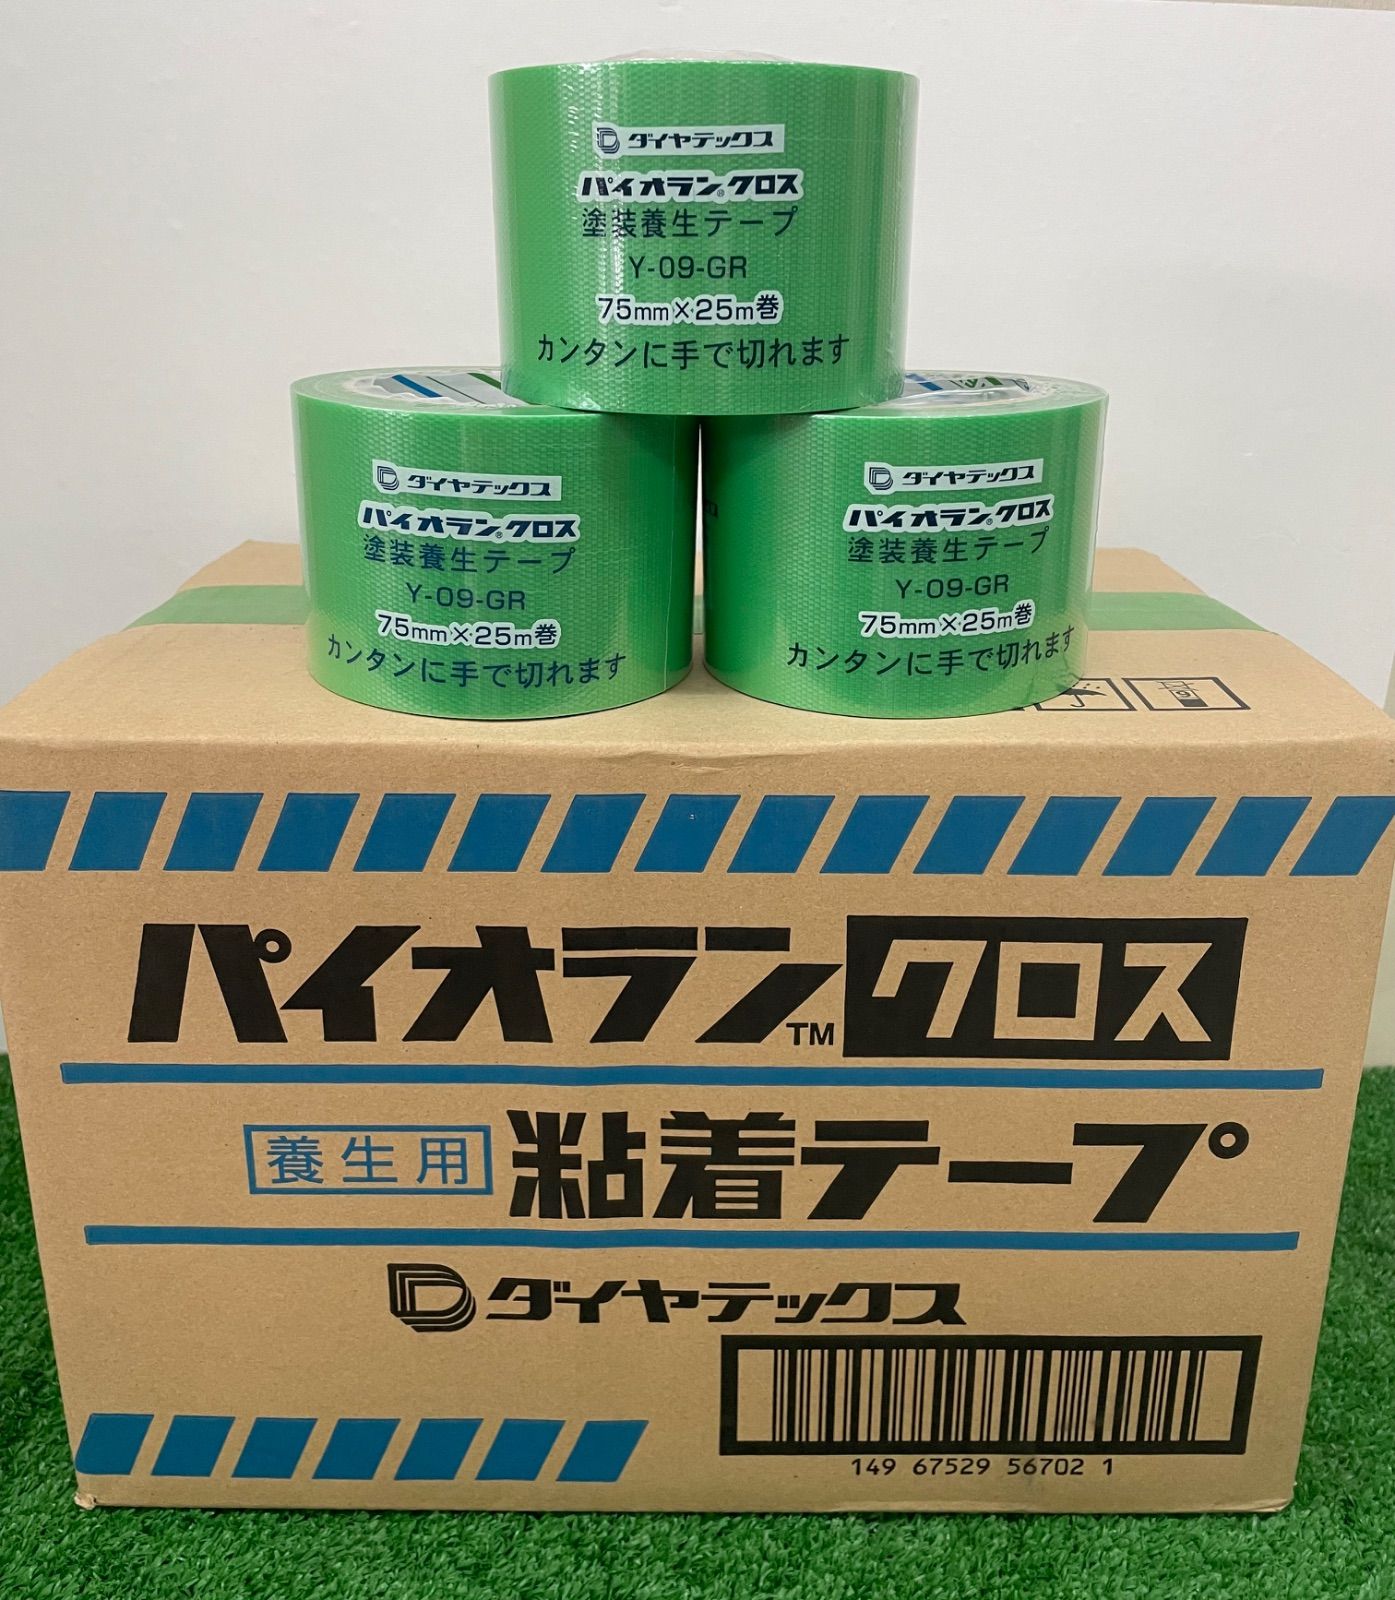 ダイヤテックス
パイオラン®クロス
塗装養生テープ
Y-09-GR
75mm×25m巻
カンタンに手で切れます
ダイヤテックス
パイオラン®クロス
塗装養生テープ
Y-09-GR
75mm×25m巻
カンタンに手で切れます
ダイヤテックス
パイオラン®クロス
塗装養生テープ
Y-09-GR
75mm×25m巻
カンタンに手で切れます
パイオラン™クロス
養生用 粘着テープ
ダイヤテックス
149 67529 56702 1